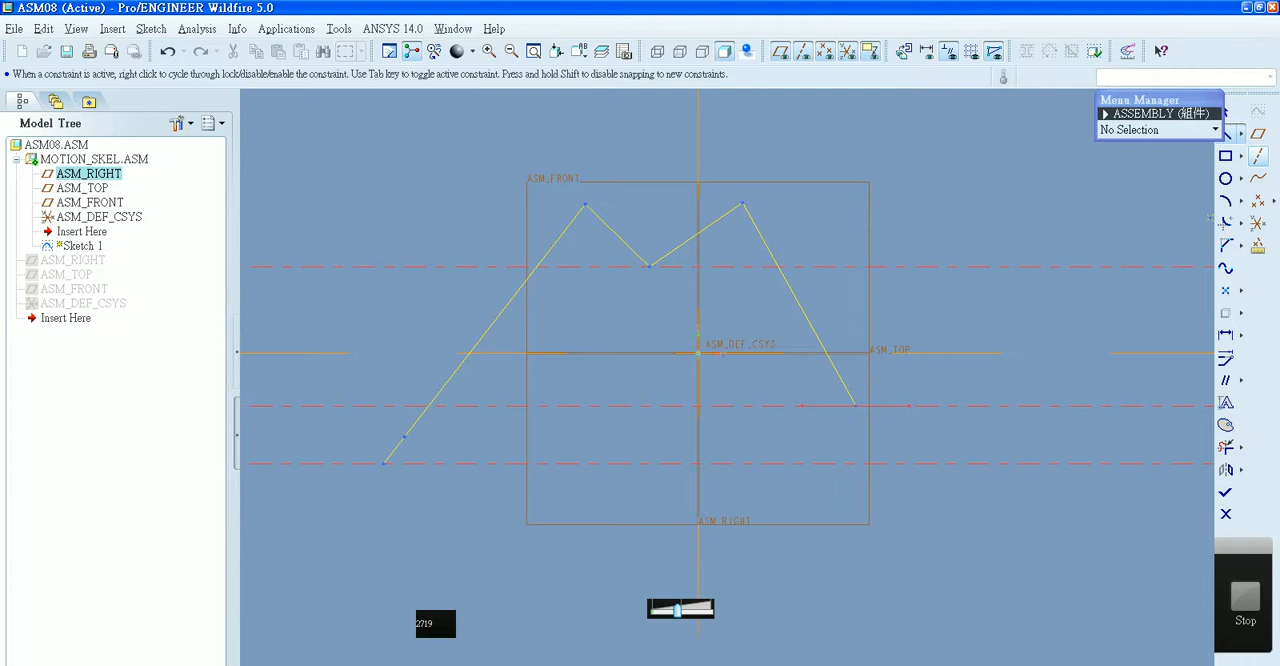 ASM08 (Active) - Pro/ENGINEER Wildfire 5.0
File Edit View Insert Sketch Analysis Info Applications Tools ANSYS 14.0 Window Help
When a constraint is active, right click to cycle through lock/disable/enable the constraint. Use Tab key to toggle active constraint. Press and hold Shift to disable snapping to new constraints.
Model Tree
ASM08.ASM
MOTION_SKEL.ASM
ASM_RIGHT
ASM_TOP
ASM_FRONT
ASM_DEF_CSYS
Insert Here
*Sketch 1
ASM_RIGHT
ASM_TOP
ASM_FRONT
ASM_DEF_CSYS
Insert Here
Menu Manager
ASSEMBLY (組件)
No Selection
ASM_FRONT
ASM_DEF_CSYS
ASM_TOP
ASM_RIGHT
2719
Stop